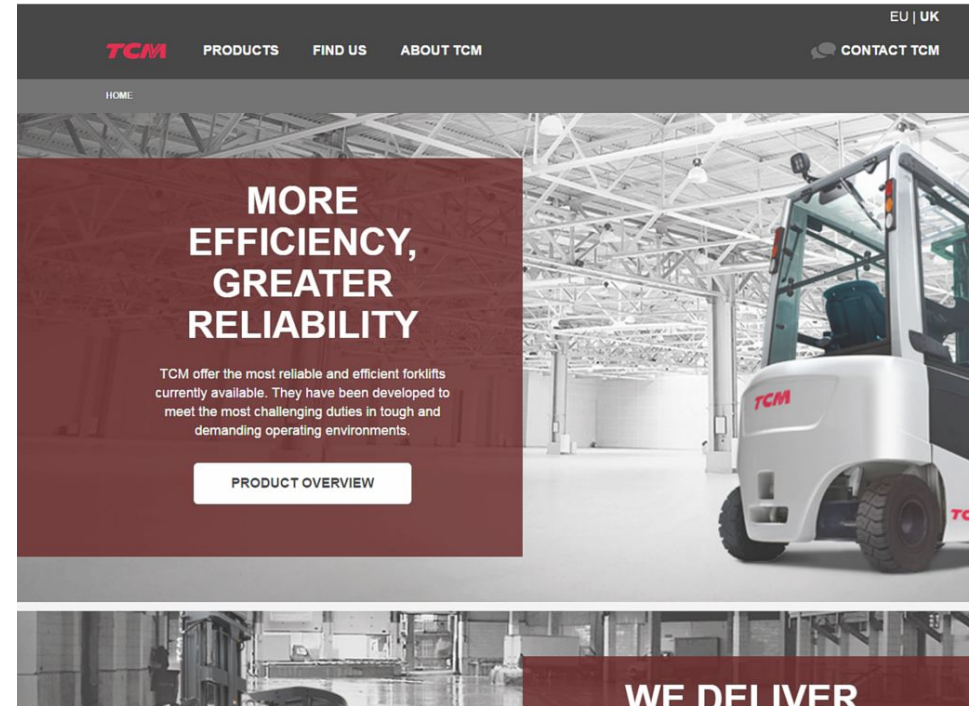 EU | UK
TCM PRODUCTS FIND US ABOUT TCM CONTACT TCM
HOME
MORE
EFFICIENCY,
GREATER
RELIABILITY
TCM offer the most reliable and efficient forklifts
currently available. They have been developed to
meet the most challenging duties in tough and
demanding operating environments.
PRODUCT OVERVIEW
TCM
TC
WE DELIVER